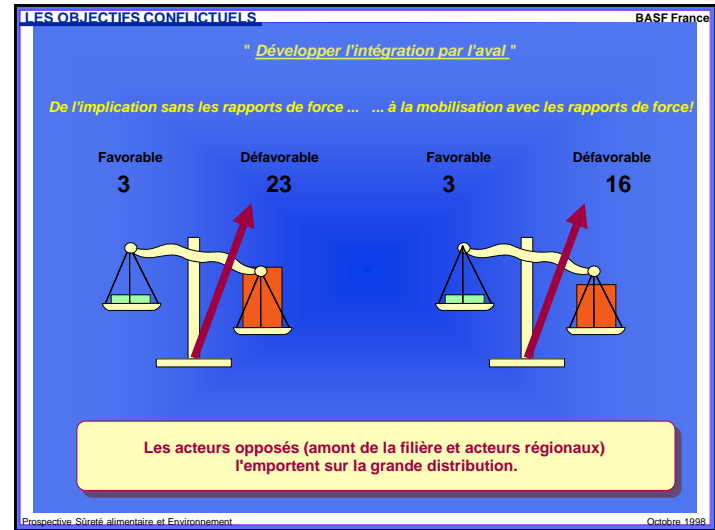 LES OBJECTIFS CONFLICTUELS
BASF France
" Développer l'intégration par l'aval "
De l'implication sans les rapports de force ... ... à la mobilisation avec les rapports de force!
Favorable Défavorable Favorable Défavorable
3 23 3 16
Les acteurs opposés (amont de la filière et acteurs régionaux)
l'emportent sur la grande distribution.
Prospective Sûreté alimentaire et Environnement
Octobre 1998